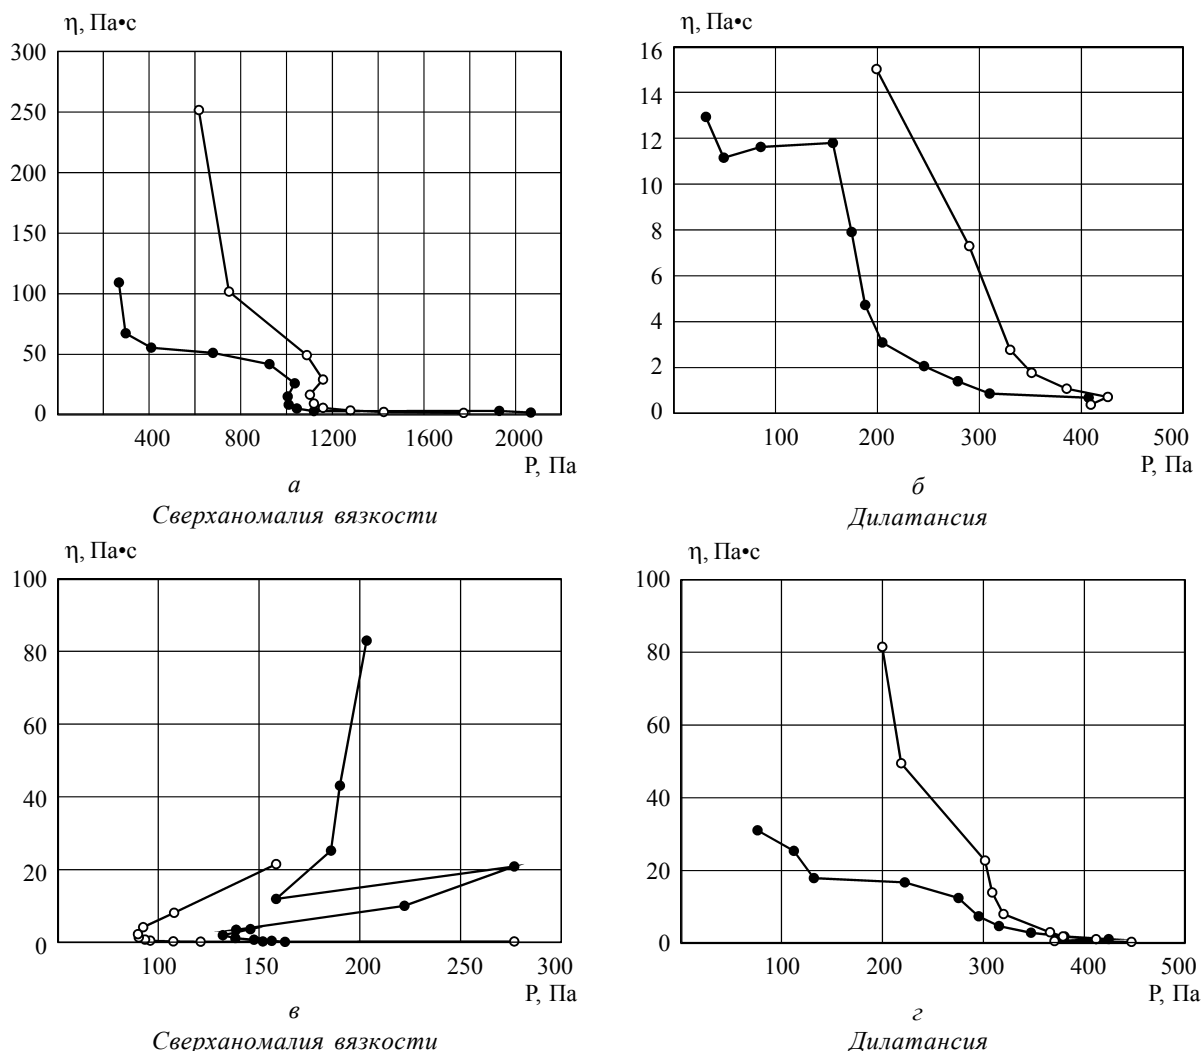 η, Па•с
300
250
200
150
100
50
0
400 800 1200 1600 2000
P, Па
а
Сверханомалия вязкости
η, Па•с
16
14
12
10
8
6
4
2
0
100 200 300 400 500
P, Па
б
Дилатансия
η, Па•с
100
80
60
40
20
0
100 150 200 250 300
P, Па
в
Сверханомалия вязкости
η, Па•с
100
80
60
40
20
0
100 200 300 400 500
P, Па
г
Дилатансия